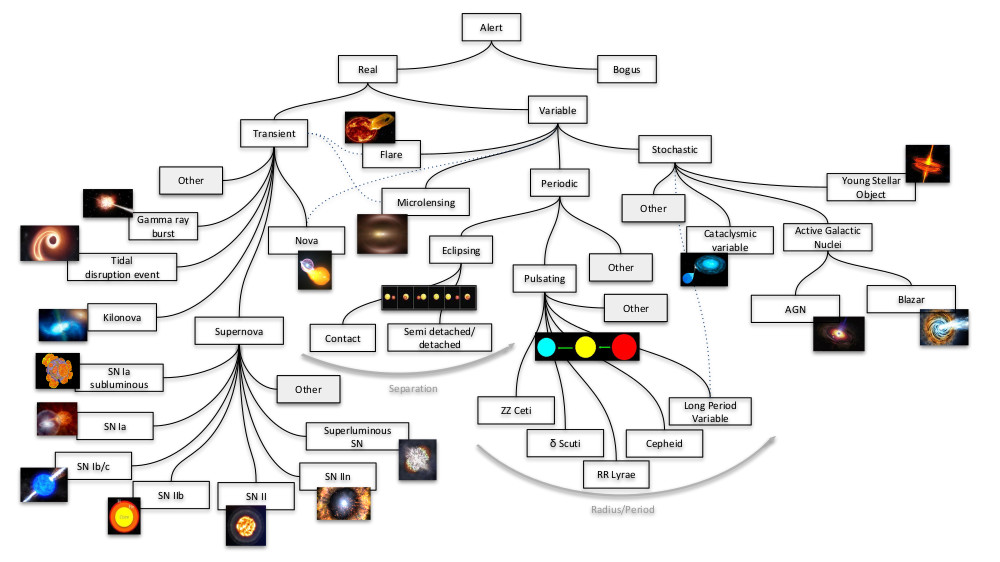 Alert
Real
Bogus
Variable
Transient
Flare
Stochastic
Other
Periodic
Young Stellar
Object
Microlensing
Other
Gamma ray
burst
Nova
Cataclysmic
variable
Active Galactic
Nuclei
Eclipsing
Tidal
disruption event
Other
Pulsating
Kilonova
Supernova
Other
AGN
Blazar
Contact
Semi detached/
detached
SN Ia
subluminous
Other
Separation
ZZ Ceti
Long Period
Variable
SN Ia
Superluminous
SN
δ Scuti
Cepheid
SN Ib/c
SN IIn
RR Lyrae
SN IIb
SN II
Radius/Period